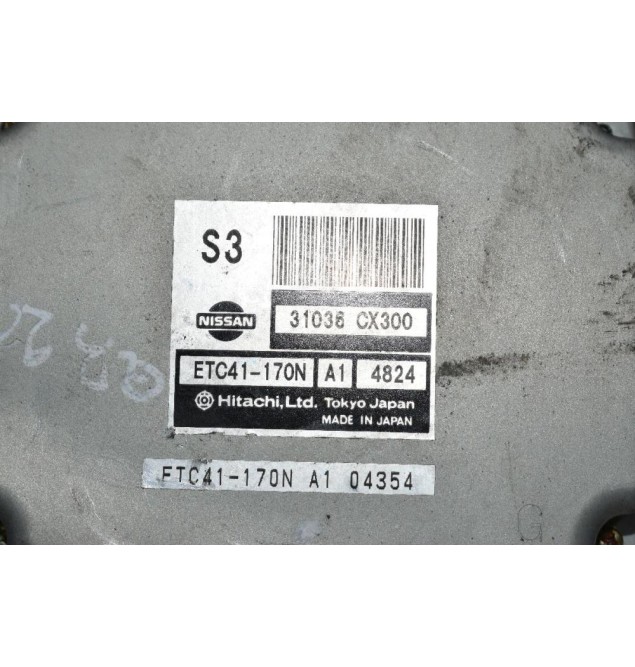 S3
NISSAN
31036 CX300
ETC41-170N A1 4824
Hitachi, Ltd. Tokyo Japan
MADE IN JAPAN
ETC41-170N A1 04354
G